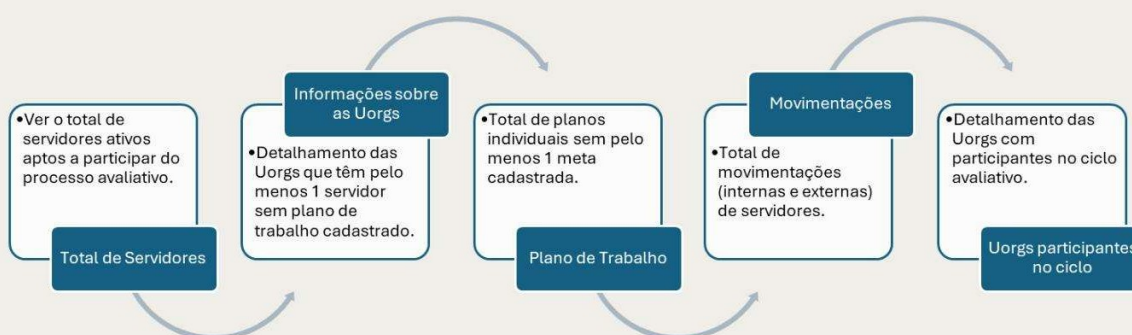 •Ver o total de
servidores ativos
aptos a participar do
processo avaliativo.
Total de Servidores
Informações sobre
as Uorgs
•Detalhamento das
Uorgs que têm pelo
menos 1 servidor
sem plano de
trabalho cadastrado.
•Total de planos
individuais sem pelo
menos 1 meta
cadastrada.
Plano de Trabalho
Movimentações
•Total de
movimentações
(internas e externas)
de servidores.
•Detalhamento das
Uorgs com
participantes no ciclo
avaliativo.
Uorgs participantes
no ciclo